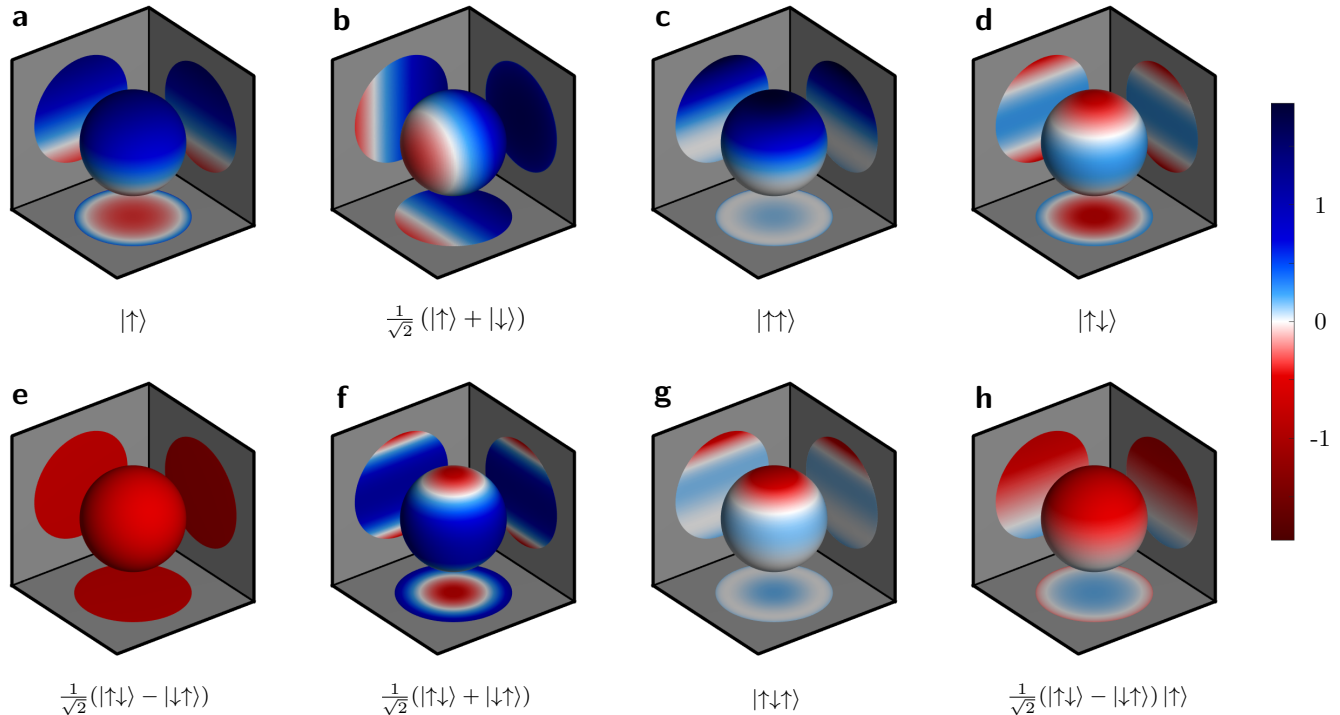 a b c d
|↑⟩ 1/√2 (|↑⟩ + |↓⟩) |↑↑⟩ |↑↓⟩
1
0
-1
e f g h
1/√2 (|↑↓⟩ − |↓↑⟩) 1/√2 (|↑↓⟩ + |↓↑⟩) |↑↓↑⟩ 1/√2 (|↑↓⟩ − |↓↑⟩) |↑⟩